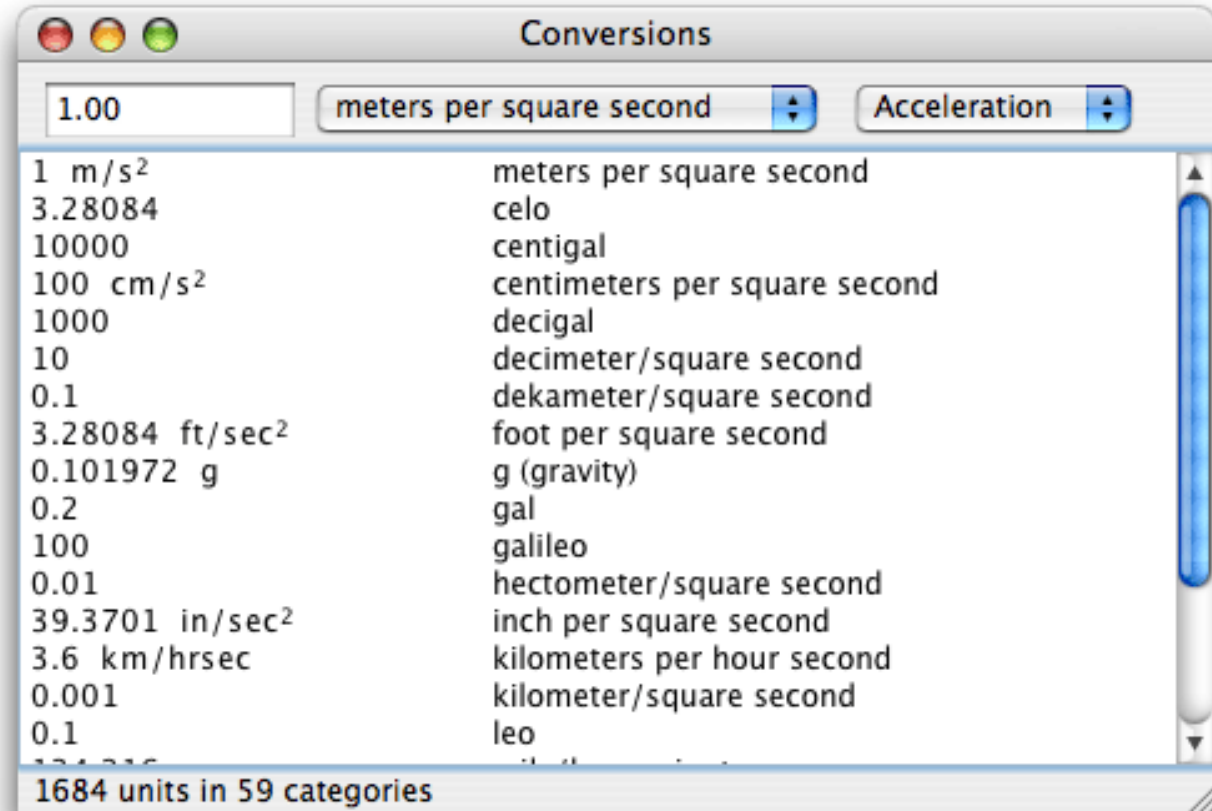 Conversions
1.00 meters per square second Acceleration
1 m/s² meters per square second
3.28084 celo
10000 centigal
100 cm/s² centimeters per square second
1000 decigal
10 decimeter/square second
0.1 dekameter/square second
3.28084 ft/sec² foot per square second
0.101972 g g (gravity)
0.2 gal
100 galileo
0.01 hectometer/square second
39.3701 in/sec² inch per square second
3.6 km/hrsec kilometers per hour second
0.001 kilometer/square second
0.1 leo
1684 units in 59 categories